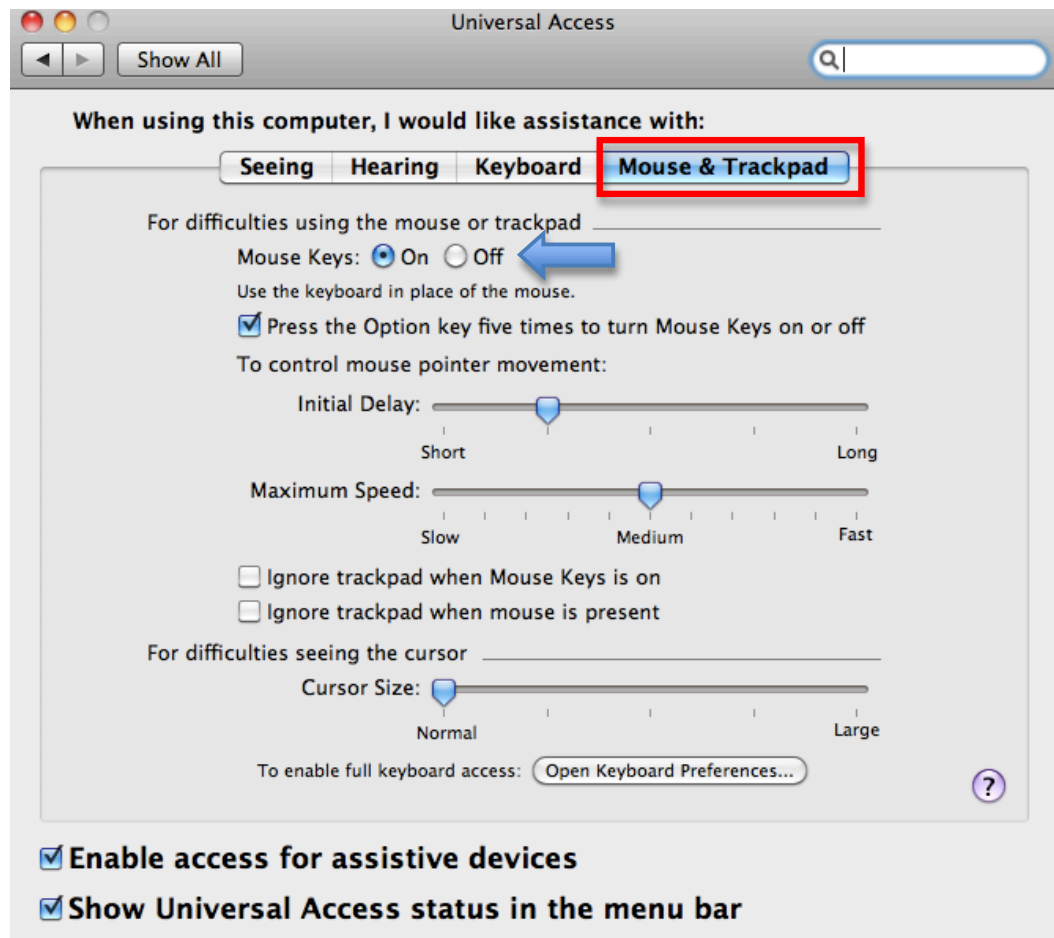 Universal Access
Show All
When using this computer, I would like assistance with:
Seeing Hearing Keyboard Mouse & Trackpad
For difficulties using the mouse or trackpad
Mouse Keys: On Off
Use the keyboard in place of the mouse.
Press the Option key five times to turn Mouse Keys on or off
To control mouse pointer movement:
Initial Delay:
Short Long
Maximum Speed:
Slow Medium Fast
Ignore trackpad when Mouse Keys is on
Ignore trackpad when mouse is present
For difficulties seeing the cursor
Cursor Size:
Normal Large
To enable full keyboard access: Open Keyboard Preferences...
?
Enable access for assistive devices
Show Universal Access status in the menu bar